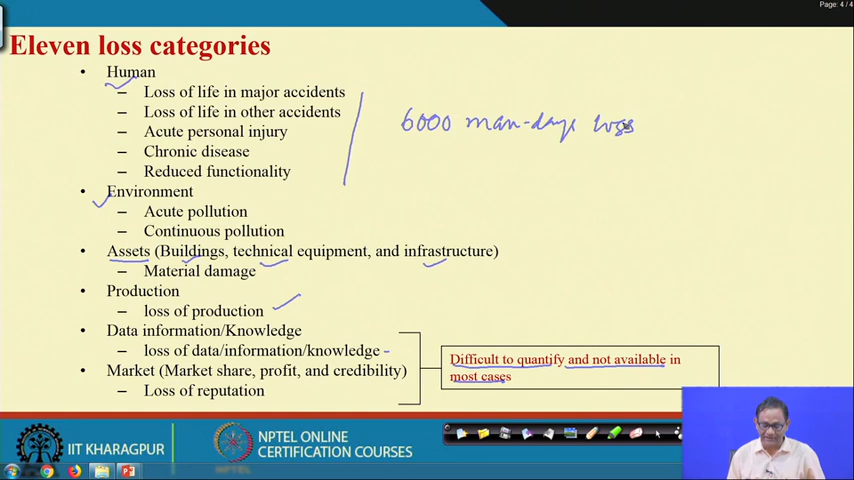 Page: 4 / 4
Eleven loss categories
• Human
– Loss of life in major accidents
– Loss of life in other accidents
– Acute personal injury
– Chronic disease
– Reduced functionality
6000 man-days loss
• Environment
– Acute pollution
– Continuous pollution
• Assets (Buildings, technical equipment, and infrastructure)
– Material damage
• Production
– loss of production
• Data information/Knowledge
– loss of data/information/knowledge
• Market (Market share, profit, and credibility)
– Loss of reputation
Difficult to quantify and not available in
most cases
IIT KHARAGPUR
NPTEL ONLINE
CERTIFICATION COURSES
NPTEL